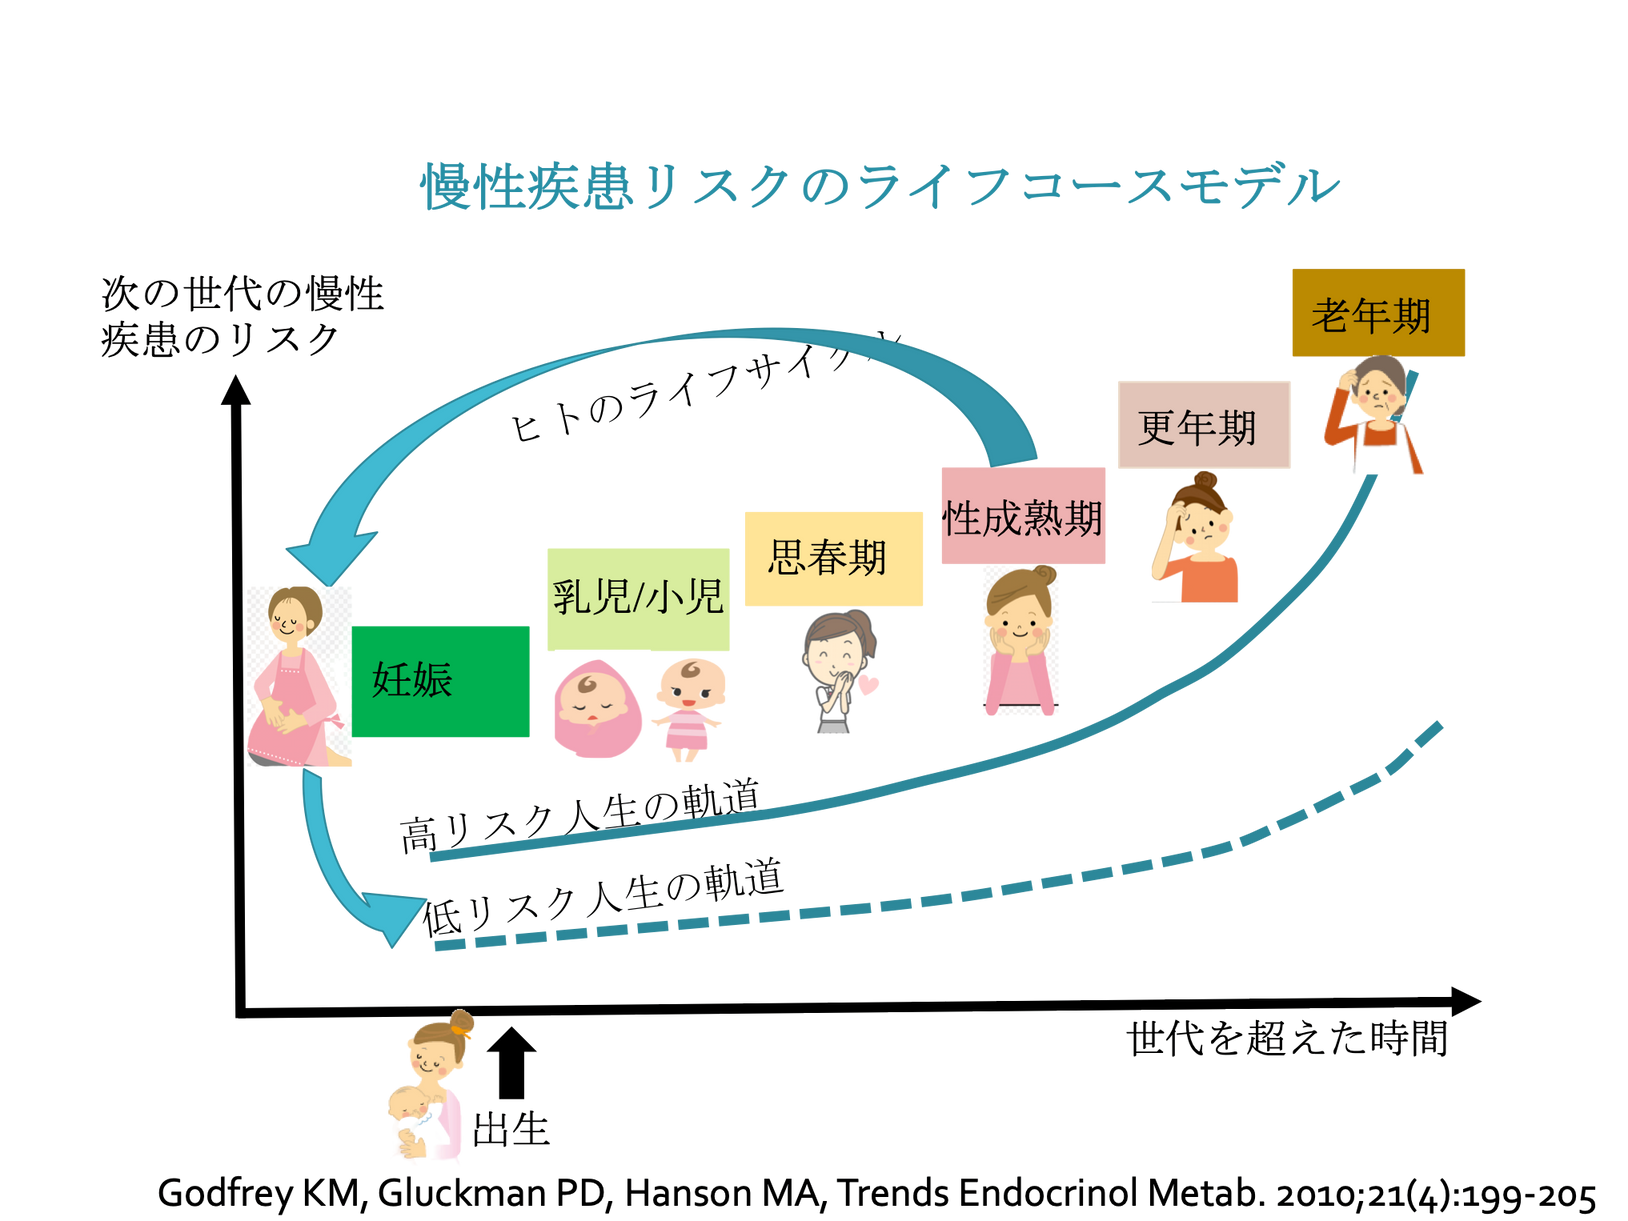 慢性疾患リスクのライフコースモデル
次の世代の慢性
疾患のリスク
ヒトのライフサイクル
老年期
更年期
性成熟期
思春期
乳児/小児
妊娠
高リスク人生の軌道
低リスク人生の軌道
世代を超えた時間
出生
Godfrey KM, Gluckman PD, Hanson MA, Trends Endocrinol Metab. 2010;21(4):199-205